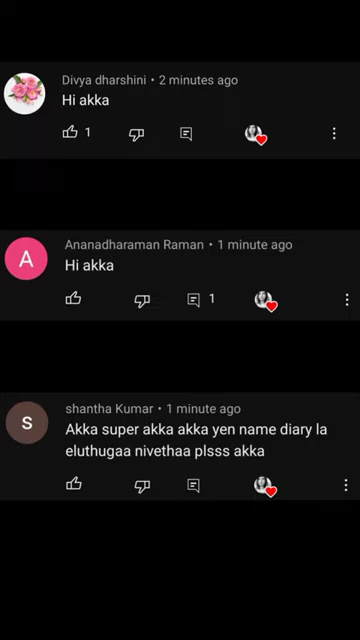 Divya dharshini • 2 minutes ago
Hi akka
1
A
Ananadharaman Raman • 1 minute ago
Hi akka
1
s
shantha Kumar • 1 minute ago
Akka super akka akka yen name diary la
eluthugaa nivethaa plsss akka